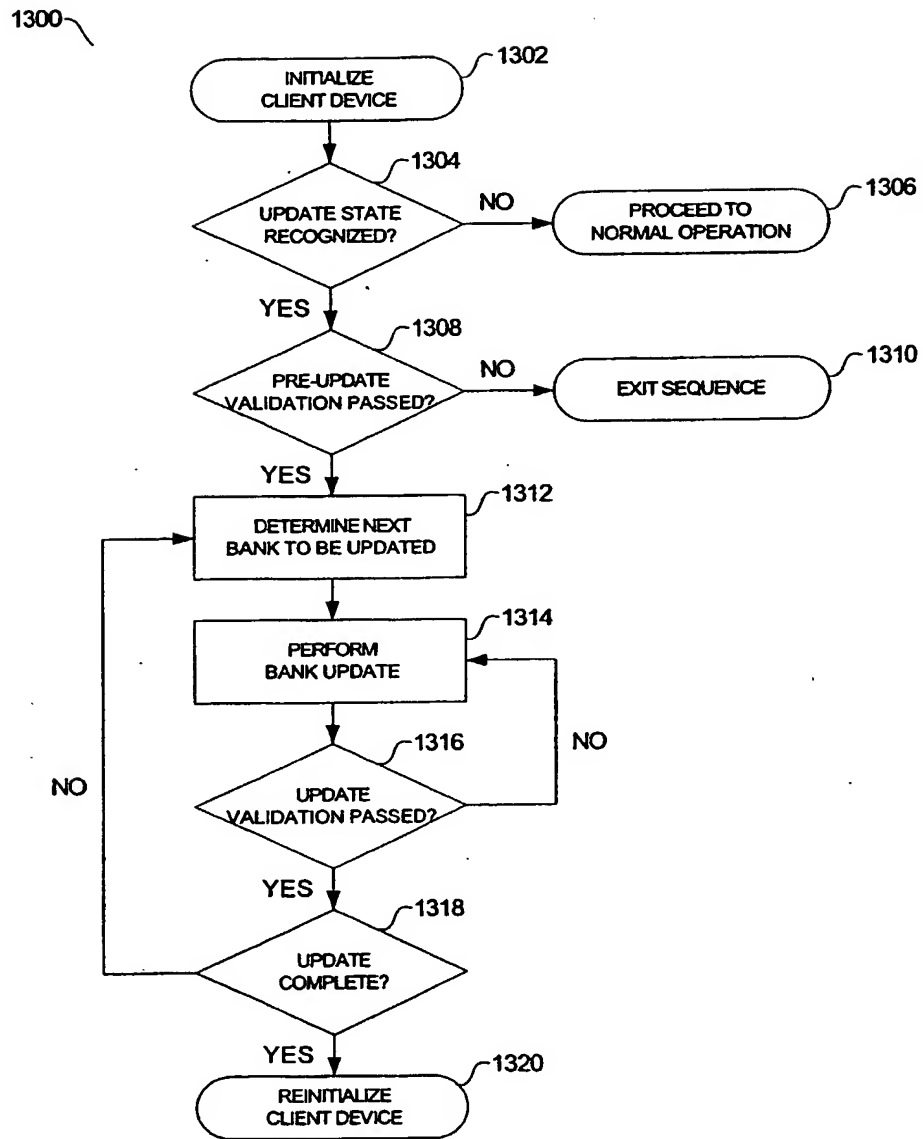 1300
1302
INITIALIZE
CLIENT DEVICE
1304
UPDATE STATE
RECOGNIZED?
NO
1306
PROCEED TO
NORMAL OPERATION
YES
1308
PRE-UPDATE
VALIDATION PASSED?
NO
1310
EXIT SEQUENCE
YES
1312
DETERMINE NEXT
BANK TO BE UPDATED
1314
PERFORM
BANK UPDATE
1316
UPDATE
VALIDATION PASSED?
NO
NO
YES
1318
UPDATE
COMPLETE?
YES
1320
REINITIALIZE
CLIENT DEVICE